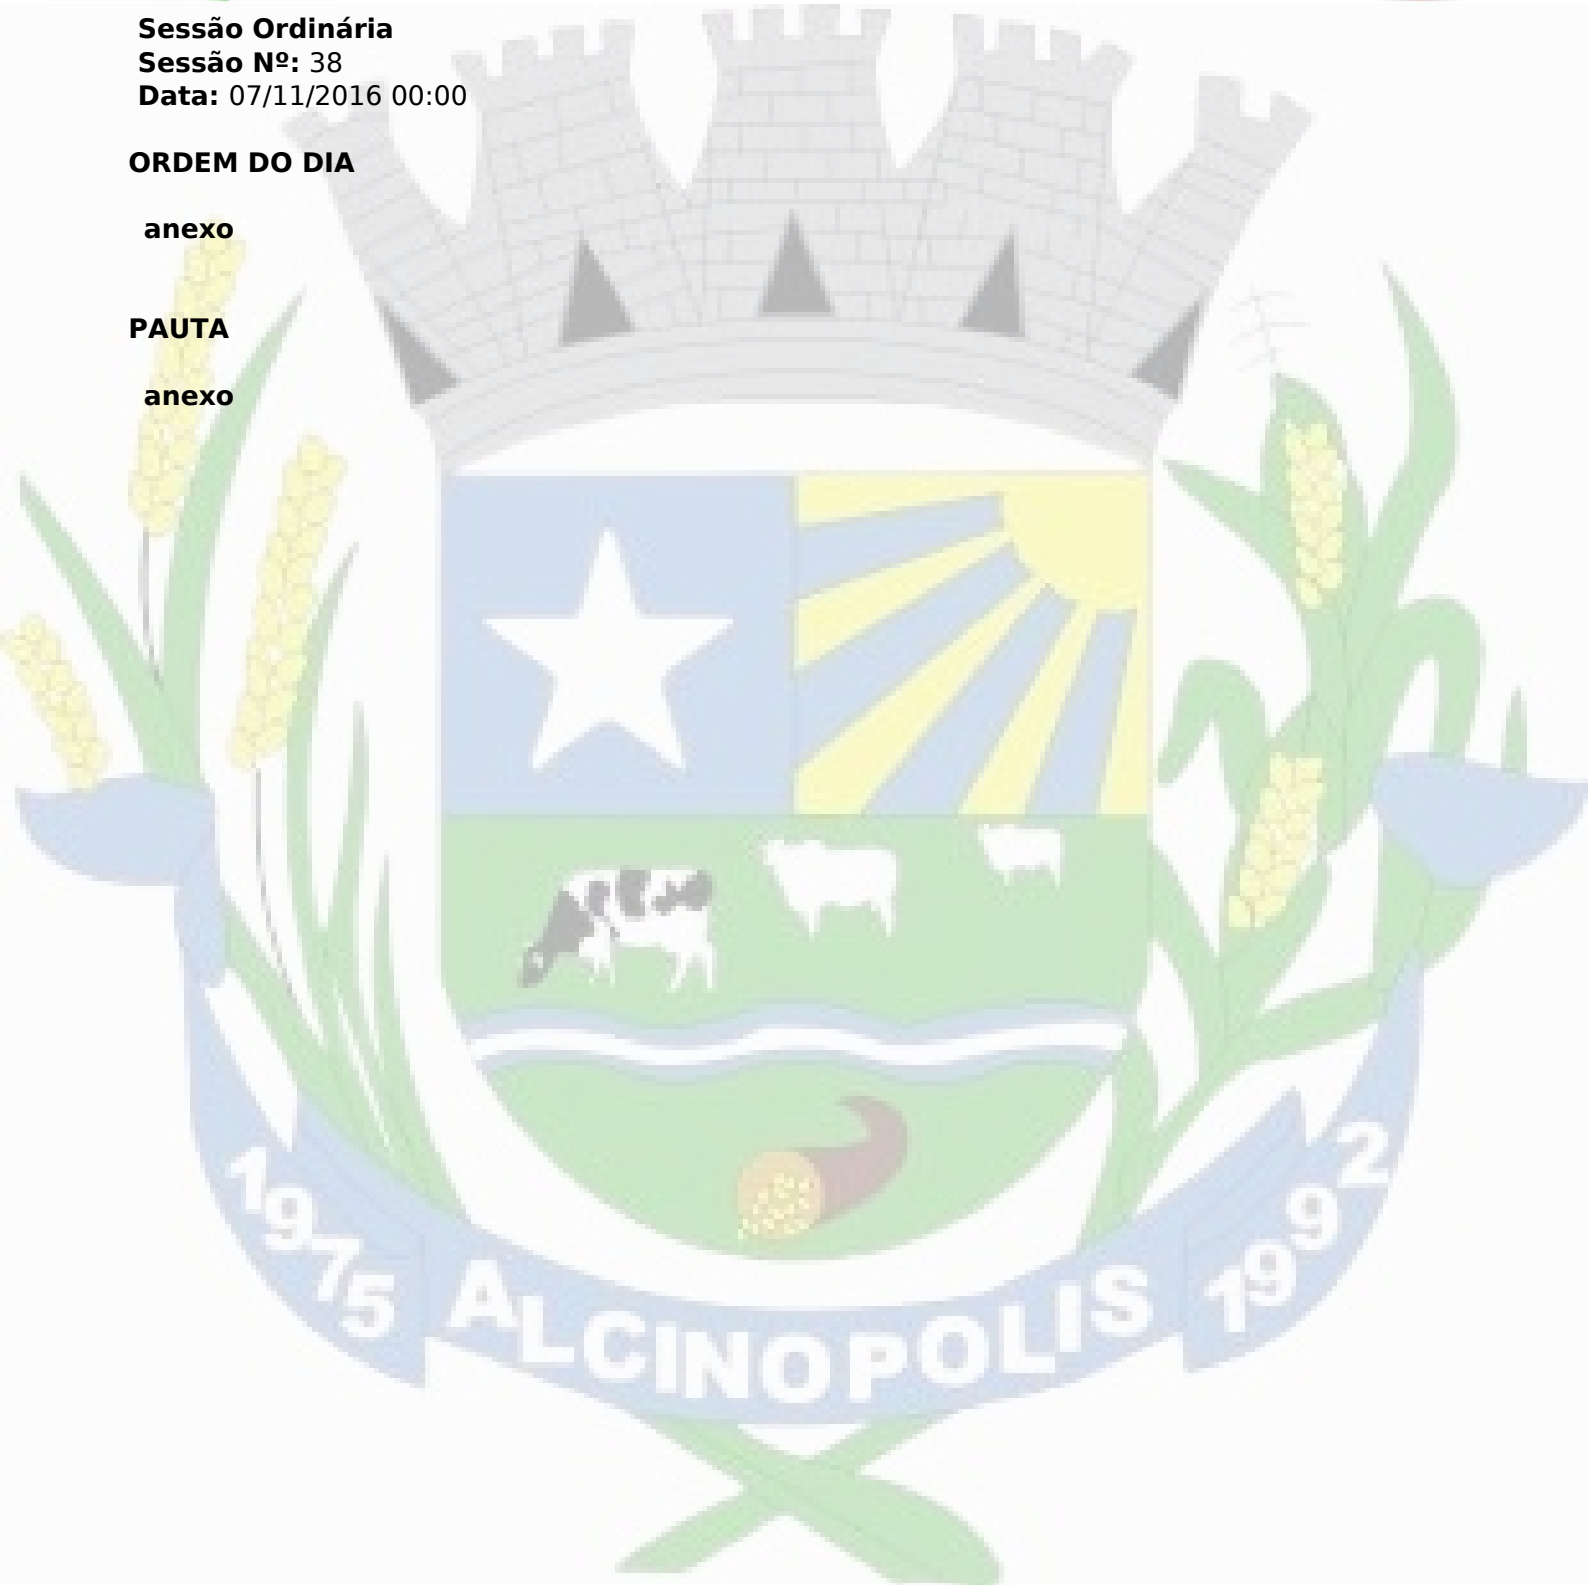 Sessão Ordinária
Sessão Nº: 38
Data: 07/11/2016 00:00
ORDEM DO DIA
anexo
PAUTA
anexo
1975 ALCINOPOLIS 1992